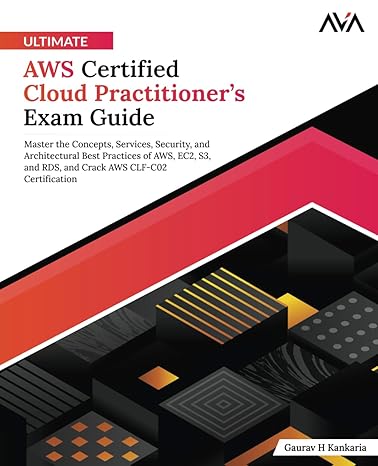 AVA
ULTIMATE
AWS Certified
Cloud Practitioner's
Exam Guide
Master the Concepts, Services, Security, and
Architectural Best Practices of AWS, EC2, S3,
and RDS, and Crack AWS CLF-C02
Certification
Gaurav H Kankaria